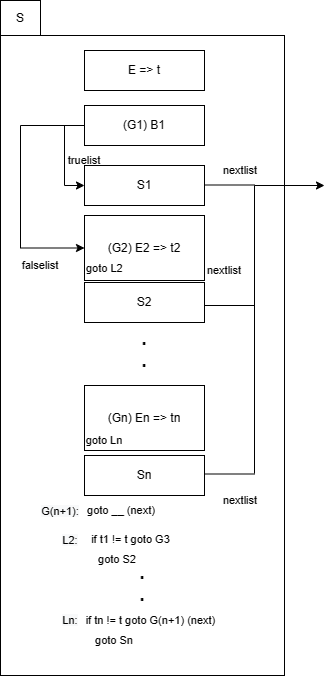 S
E => t
(G1) B1
truelist
S1
nextlist
(G2) E2 => t2
falselist
goto L2
nextlist
S2
.
.
(Gn) En => tn
goto Ln
Sn
nextlist
G(n+1): goto __ (next)
L2: if t1 != t goto G3
goto S2
.
.
Ln: if tn != t goto G(n+1) (next)
goto Sn